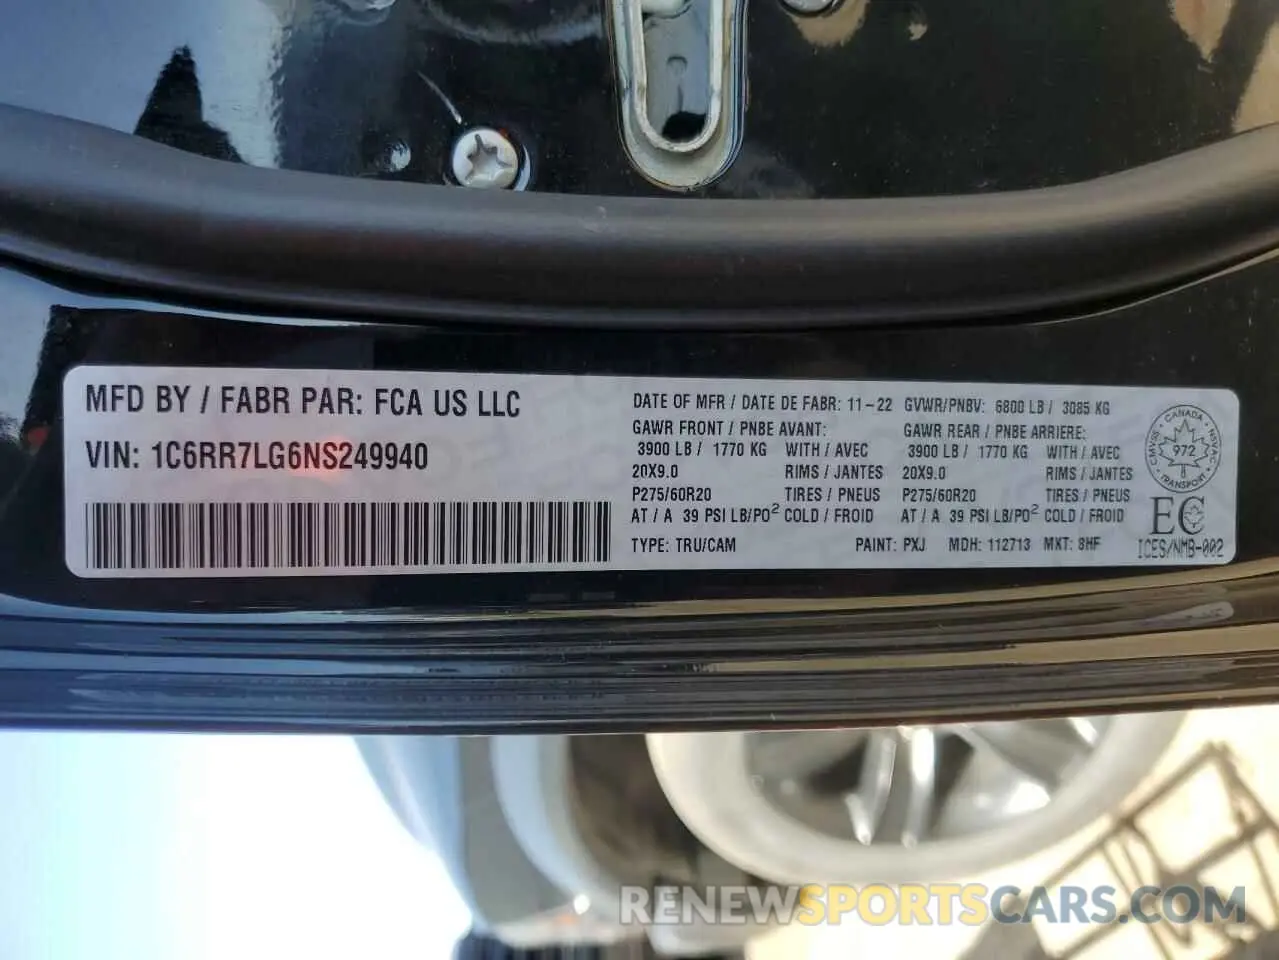 MFD BY / FABR PAR: FCA US LLC
VIN: 1C6RR7LG6NS249940
DATE OF MFR / DATE DE FABR: 11-22 GVWR/PNBV: 6800 LB / 3085 KG
GAWR FRONT / PNBE AVANT: GAWR REAR / PNBE ARRIERE:
3900 LB / 1770 KG WITH / AVEC 3900 LB / 1770 KG WITH / AVEC
20X9.0 RIMS / JANTES 20X9.0 RIMS / JANTES
P275/60R20 TIRES / PNEUS P275/60R20 TIRES / PNEUS
AT / A 39 PSI LB/PO² COLD / FROID AT / A 39 PSI LB/PO² COLD / FROID
TYPE: TRU/CAM PAINT: PXJ MDH: 112713 MKT: 8HF
CANADA
CMVSS NSVAC
972
TRANSPORT
EC
ICES/NMB-002
RENEWSPORTSCARS.COM